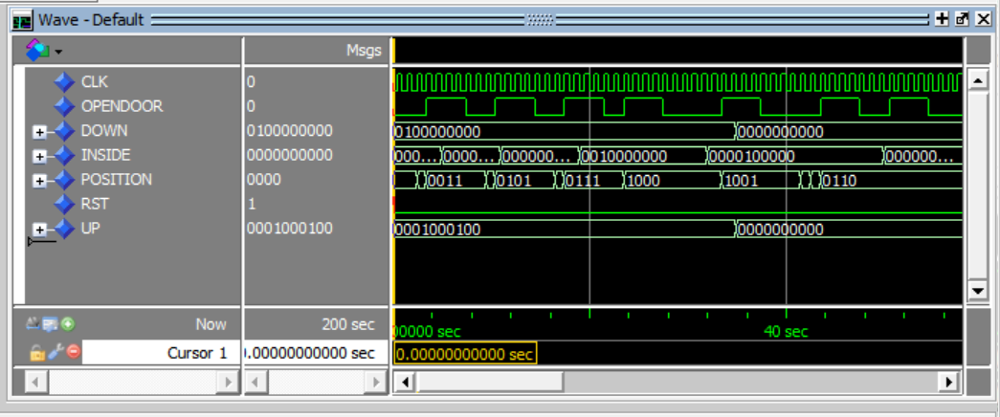 Wave - Default
Msgs
CLK 0
OPENDOOR 0
DOWN 0100000000 0100000000 0000000000
INSIDE 0000000000 000... 0000... 000000... 0010000000 0000100000 000000...
POSITION 0000 0011 0101 0111 1000 1001 0110
RST 1
UP 0001000100 0001000100 0000000000
Now 200 sec 00000 sec 40 sec
Cursor 1 0.00000000000 sec 0.00000000000 sec